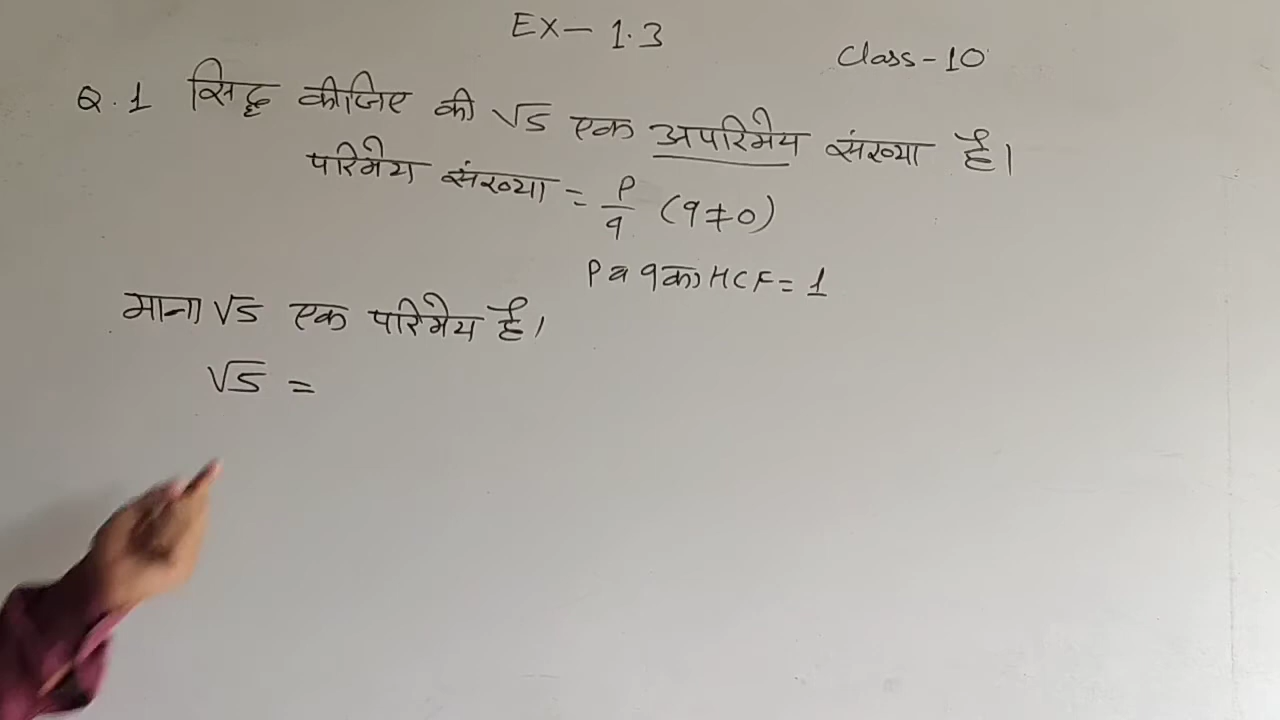 Ex- 1.3
Class-10
Q.1 सिद्ध कीजिए की √5 एक अपरिमेय संख्या है।
परिमेय संख्या = p/q (q≠0)
P व q का HCF = 1
माना √5 एक परिमेय है।
√5 =